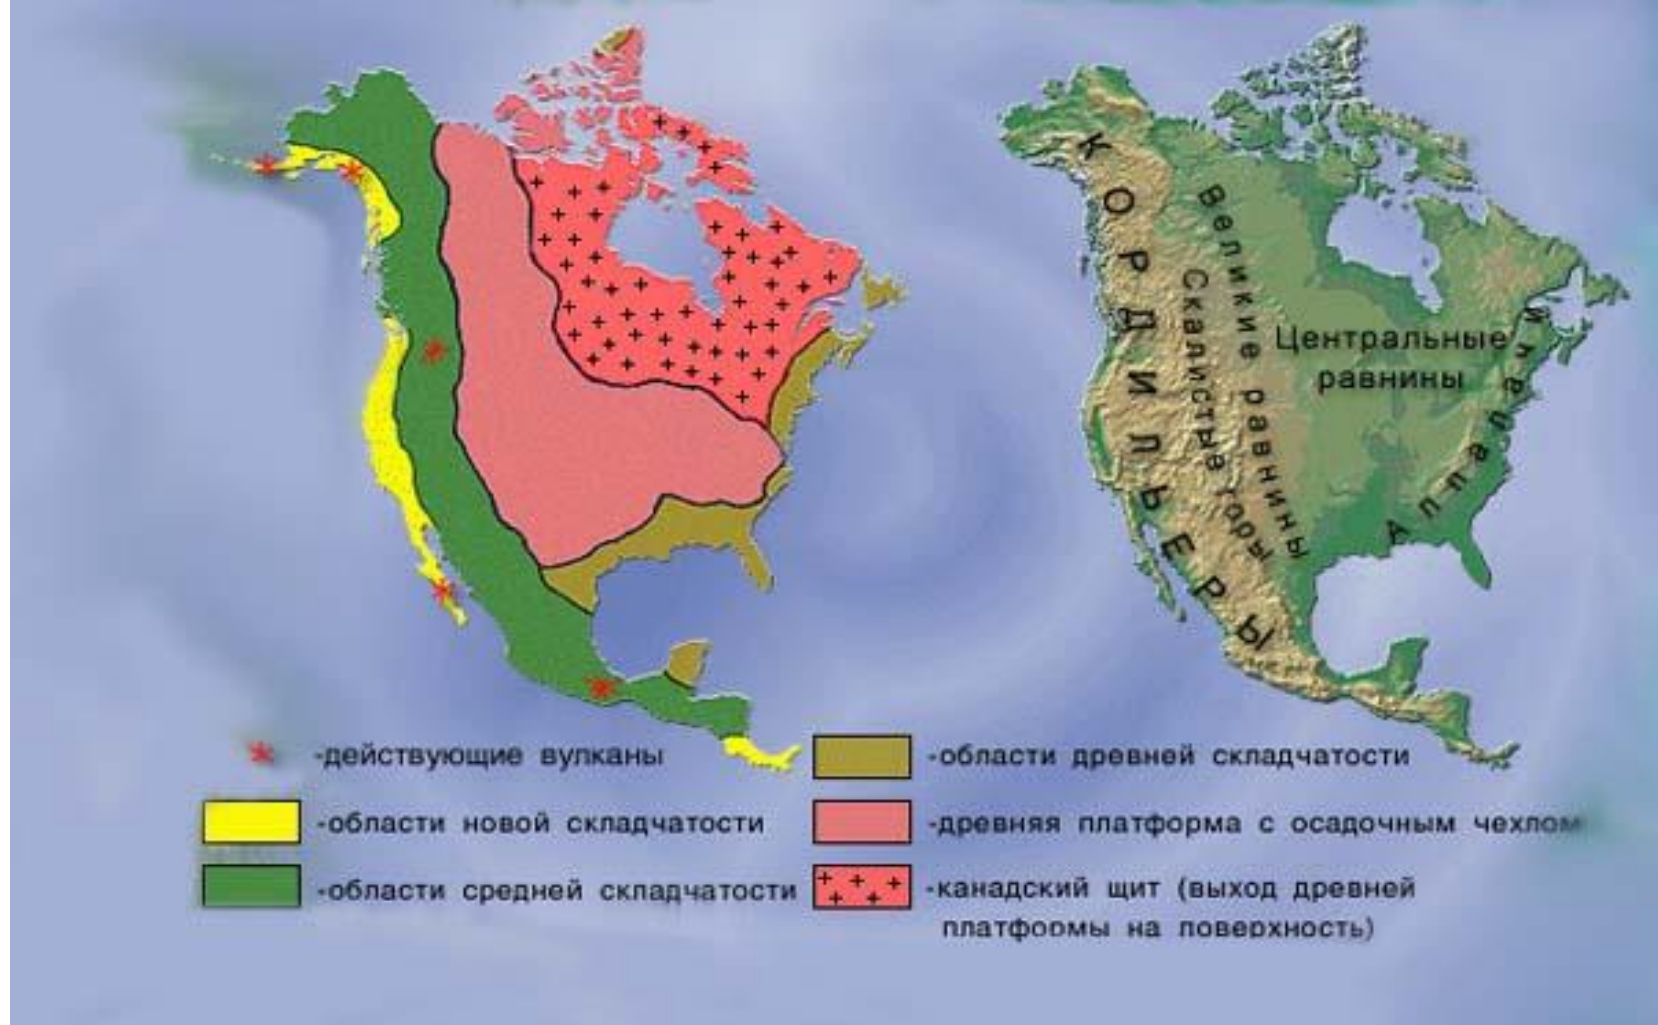 КОРДИЛЬЕРЫ
Скалистые горы
Великие равнины
Центральные
равнины
Аппалачи
-действующие вулканы
-области новой складчатости
-области средней складчатости
-области древней складчатости
-древняя платформа с осадочным чехлом
-канадский щит (выход древней
платформы на поверхность)